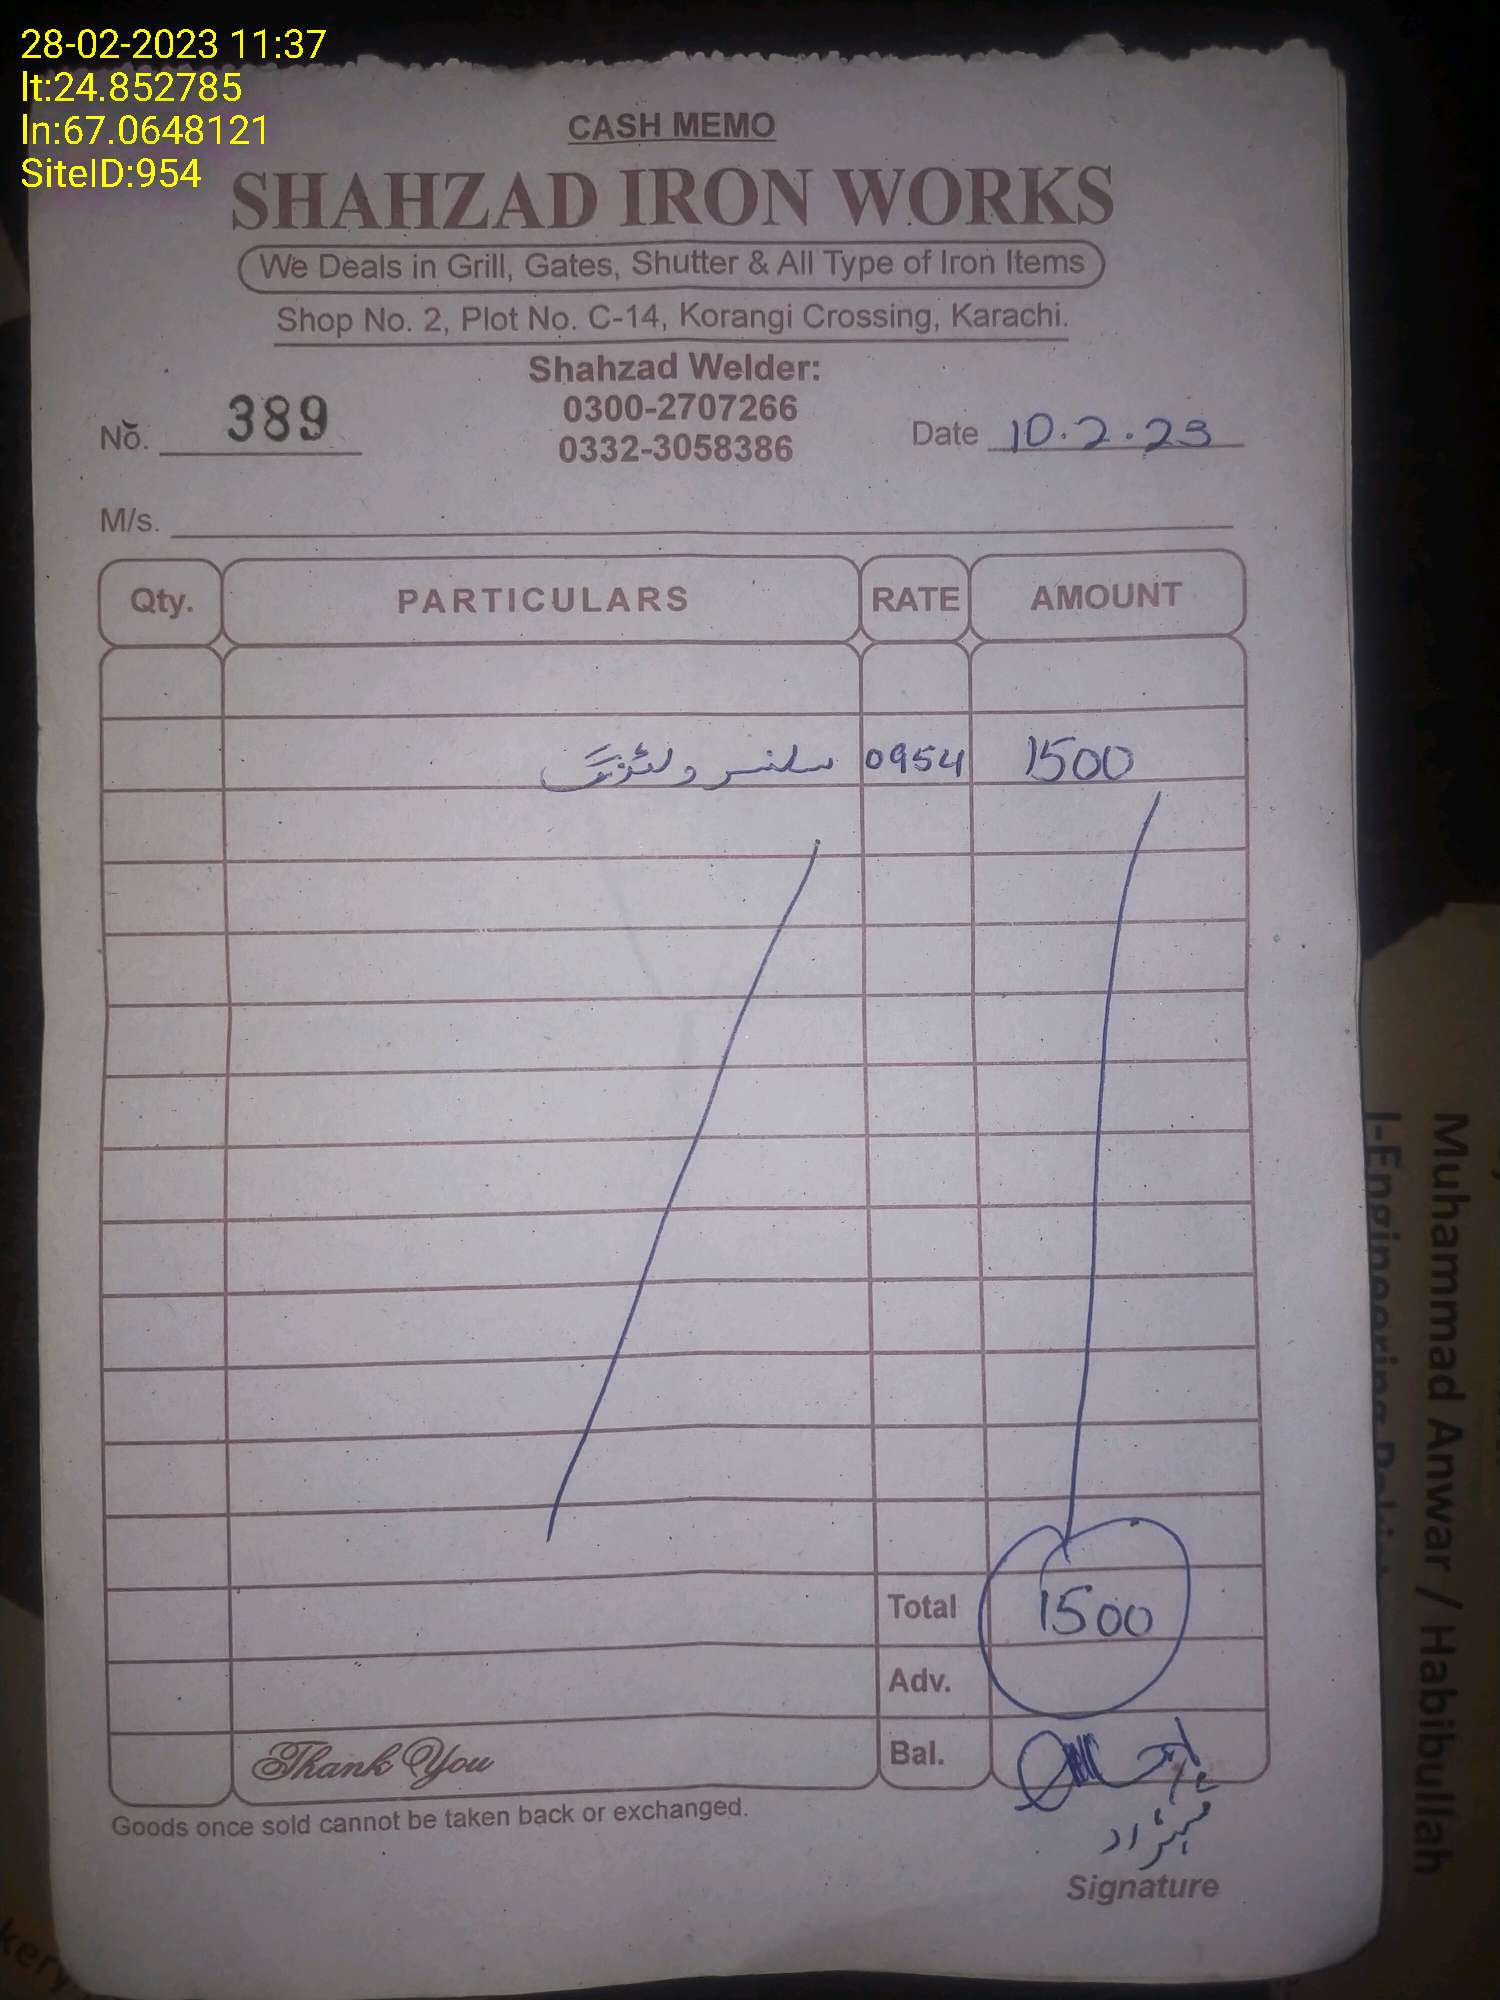 28-02-2023 11:37
lt:24.852785
ln:67.0648121
SiteID:954
CASH MEMO
SHAHZAD IRON WORKS
We Deals in Grill, Gates, Shutter & All Type of Iron Items
Shop No. 2, Plot No. C-14, Korangi Crossing, Karachi.
Shahzad Welder:
0300-2707266
0332-3058386
No. 389
Date 10.2.23
M/s.
Qty. PARTICULARS RATE AMOUNT
سلنسر ولڈنگ 0954 1500
Total 1500
Adv.
Bal.
Thank You
Goods once sold cannot be taken back or exchanged.
شہزاد
Signature
Muhammad Anwar / Habibullah
I-Engineering